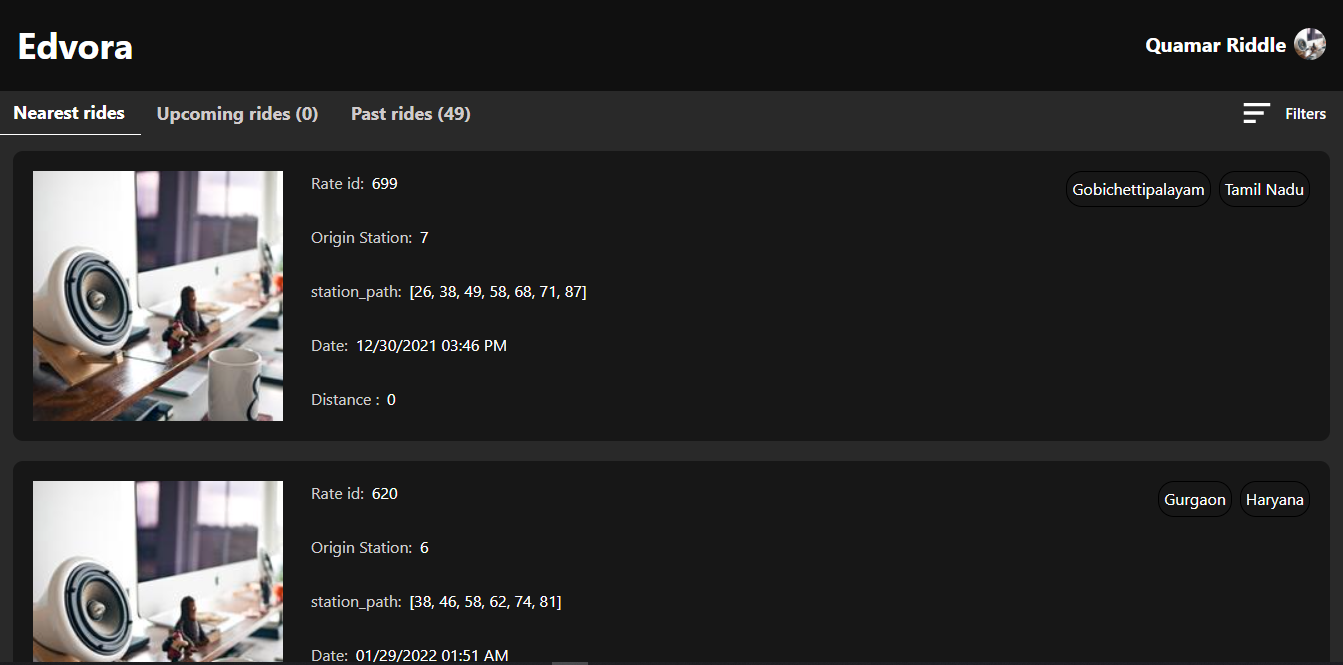 Edvora
Quamar Riddle
Nearest rides
Upcoming rides (0)
Past rides (49)
Filters
Rate id: 699
Gobichettipalayam
Tamil Nadu
Origin Station: 7
station_path: [26, 38, 49, 58, 68, 71, 87]
Date: 12/30/2021 03:46 PM
Distance : 0
Rate id: 620
Gurgaon
Haryana
Origin Station: 6
station_path: [38, 46, 58, 62, 74, 81]
Date: 01/29/2022 01:51 AM